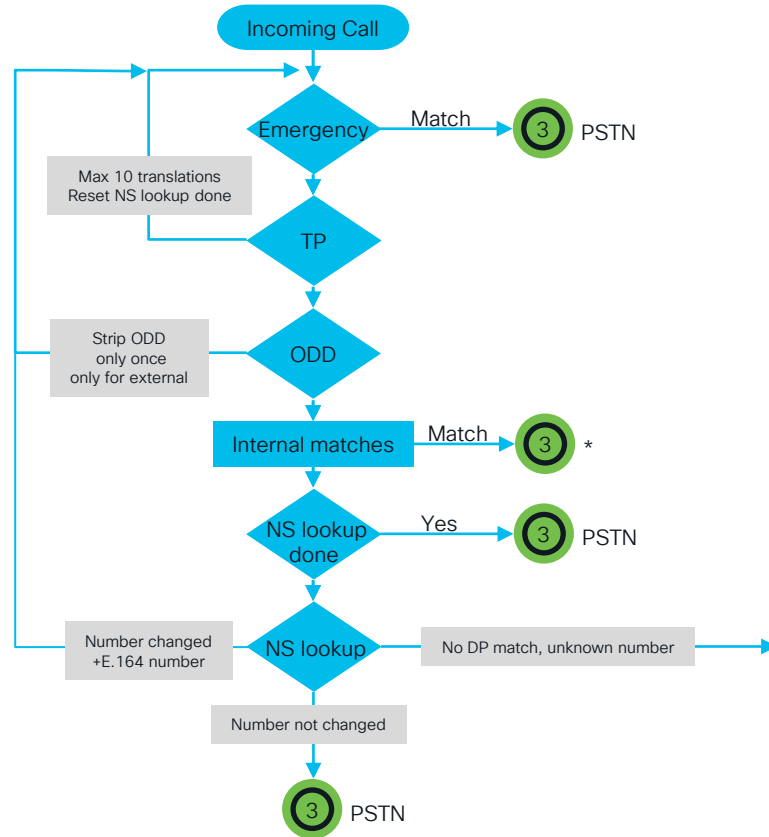 Incoming Call
Emergency
Match
3
PSTN
Max 10 translations
Reset NS lookup done
TP
Strip ODD
only once
only for external
ODD
Internal matches
Match
3
*
NS lookup
done
Yes
3
PSTN
Number changed
+E.164 number
NS lookup
No DP match, unknown number
Number not changed
3
PSTN